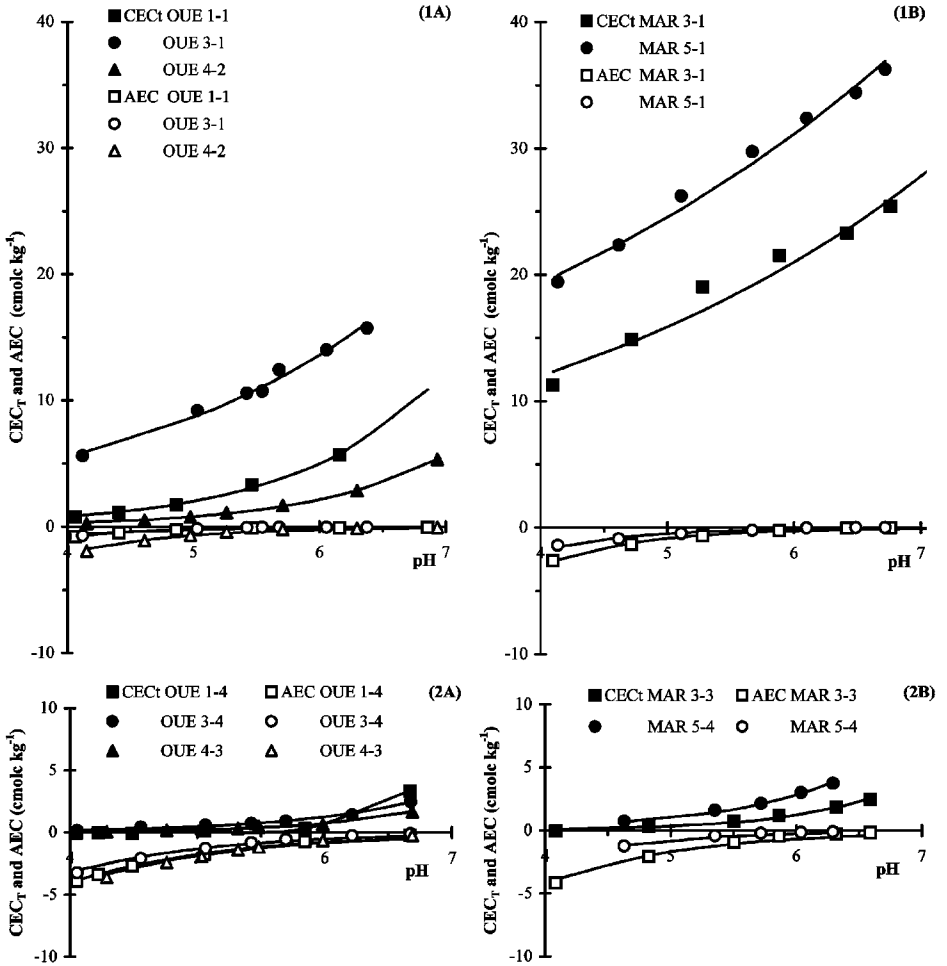 (1A)
CECt OUE 1-1
OUE 3-1
OUE 4-2
AEC OUE 1-1
OUE 3-1
OUE 4-2
40
30
20
10
0
-10
4
5
6
7
pH
CECT and AEC (cmolc kg-1)
(1B)
CECt MAR 3-1
MAR 5-1
AEC MAR 3-1
MAR 5-1
40
30
20
10
0
-10
4
5
6
7
pH
CECT and AEC (cmolc kg-1)
(2A)
CECt OUE 1-4 AEC OUE 1-4
OUE 3-4 OUE 3-4
OUE 4-3 OUE 4-3
10
5
0
-5
-10
4
5
6
7
pH
CECT and AEC (cmolc kg-1)
(2B)
CECt MAR 3-3 AEC MAR 3-3
MAR 5-4 MAR 5-4
10
5
0
-5
-10
4
5
6
7
pH
CECT and AEC (cmolc kg-1)